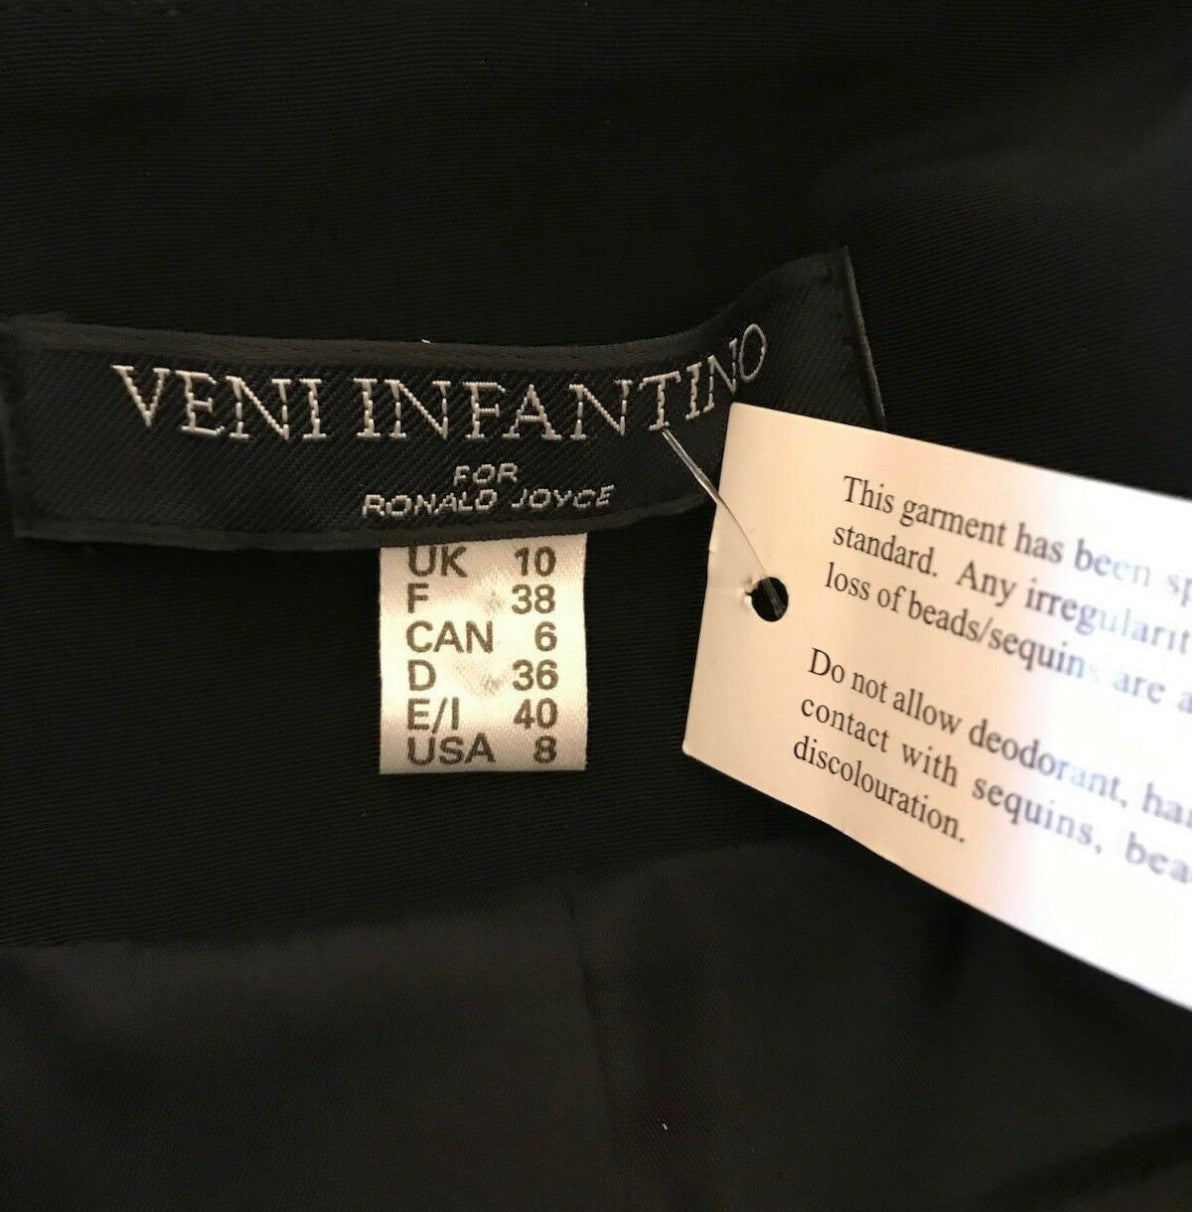 VENI INFANTINO
FOR
RONALD JOYCE
UK 10
F 38
CAN 6
D 36
E/I 40
USA 8
This garment has been
standard. Any
loss of beads/sequins are
Do not allow deodorant,
contact with sequins,
discolouration.